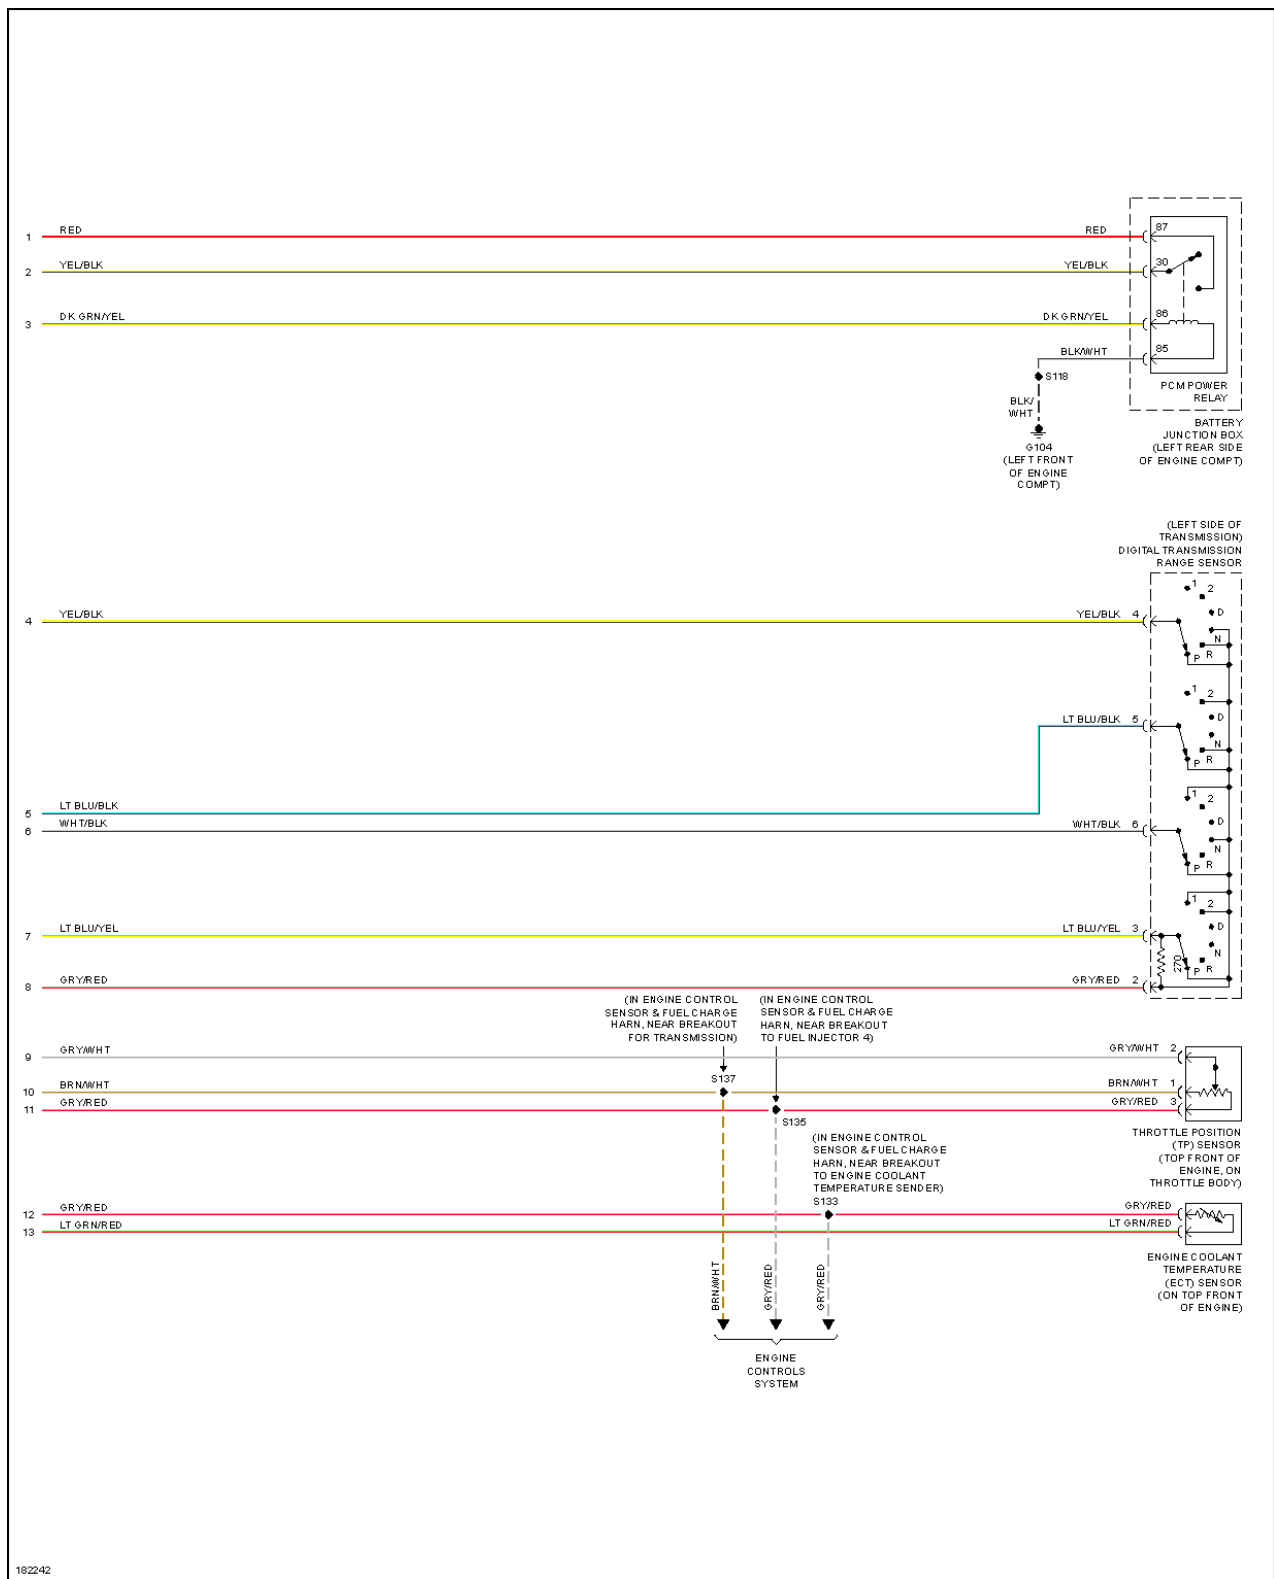 1 RED RED 87
2 YEL/BLK YEL/BLK 30
3 DK GRN/YEL DK GRN/YEL 86
BLK/WHT 85
S118
PCM POWER
RELAY
BLK/
WHT
G104
(LEFT FRONT
OF ENGINE
COMPT)
BATTERY
JUNCTION BOX
(LEFT REAR SIDE
OF ENGINE COMPT)
(LEFT SIDE OF
TRANSMISSION)
DIGITAL TRANSMISSION
RANGE SENSOR
1 2
D
4 YEL/BLK YEL/BLK 4
N
P R
1 2
LT BLU/BLK 5 D
N
P R
1 2
5 LT BLU/BLK
D
6 WHT/BLK WHT/BLK 6
N
P R
1 2
D
7 LT BLU/YEL LT BLU/YEL 3
N
270
P R
8 GRY/RED GRY/RED 2
(IN ENGINE CONTROL
SENSOR & FUEL CHARGE
HARN, NEAR BREAKOUT
FOR TRANSMISSION)
(IN ENGINE CONTROL
SENSOR & FUEL CHARGE
HARN, NEAR BREAKOUT
TO FUEL INJECTOR 4)
9 GRY/WHT GRY/WHT 2
S137
10 BRN/WHT BRN/WHT 1
11 GRY/RED GRY/RED 3
S135
THROTTLE POSITION
(TP) SENSOR
(TOP FRONT OF
ENGINE, ON
THROTTLE BODY)
(IN ENGINE CONTROL
SENSOR & FUEL CHARGE
HARN, NEAR BREAKOUT
TO ENGINE COOLANT
TEMPERATURE SENDER)
S133
12 GRY/RED GRY/RED
13 LT GRN/RED LT GRN/RED
ENGINE COOLANT
TEMPERATURE
(ECT) SENSOR
(ON TOP FRONT
OF ENGINE)
BRN/WHT
GRY/RED
GRY/RED
ENGINE
CONTROLS
SYSTEM
182242